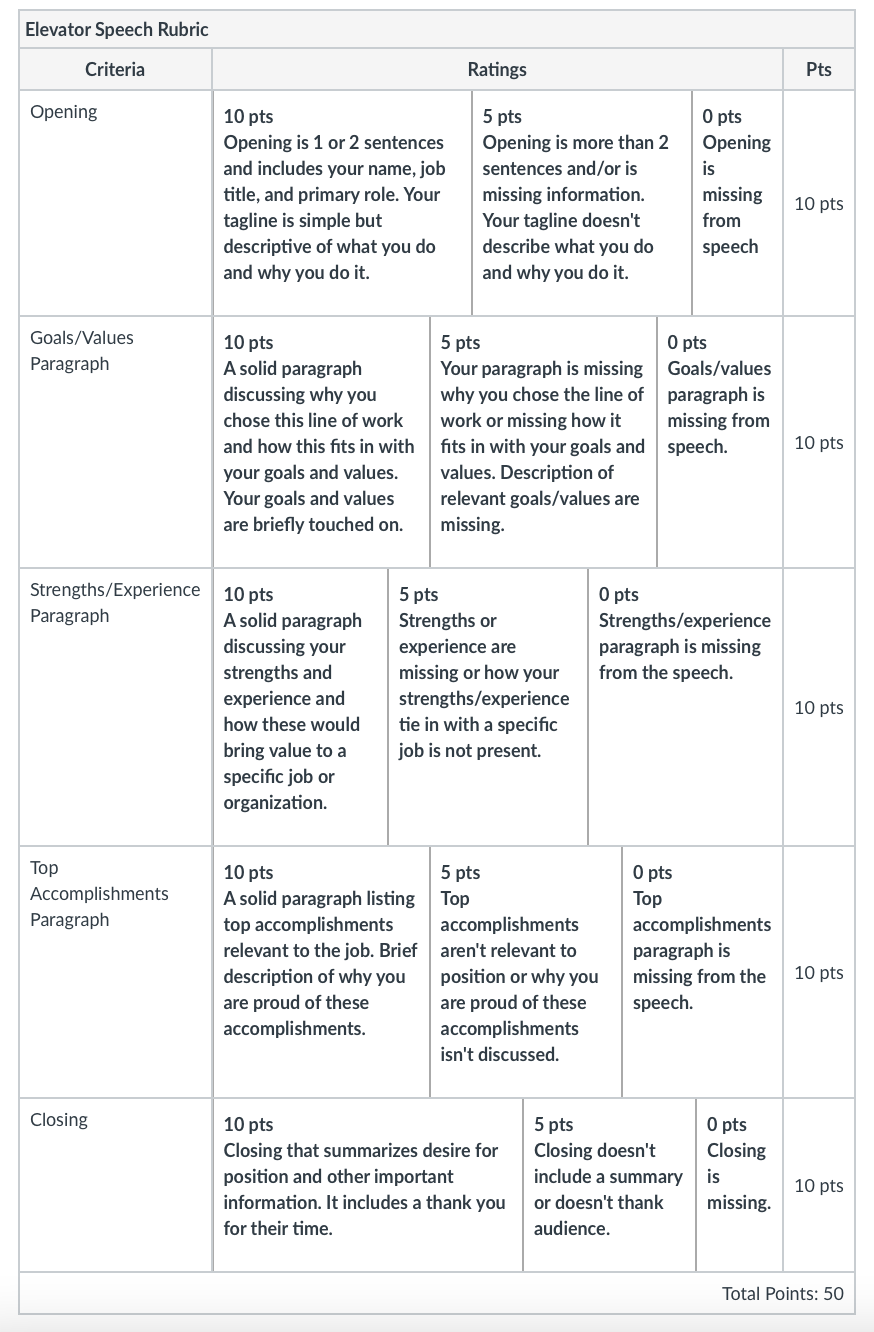 Elevator Speech Rubric
Criteria
Ratings
Pts
Opening
10 pts
Opening is 1 or 2 sentences
and includes your name, job
title, and primary role. Your
tagline is simple but
descriptive of what you do
and why you do it.
5 pts
Opening is more than 2
sentences and/or is
missing information.
Your tagline doesn't
describe what you do
and why you do it.
0 pts
Opening
is
missing
from
speech
10 pts
Goals/Values
Paragraph
10 pts
A solid paragraph
discussing why you
chose this line of work
and how this fits in with
your goals and values.
Your goals and values
are briefly touched on.
5 pts
Your paragraph is missing
why you chose the line of
work or missing how it
fits in with your goals and
values. Description of
relevant goals/values are
missing.
0 pts
Goals/values
paragraph is
missing from
speech.
10 pts
Strengths/Experience
Paragraph
10 pts
A solid paragraph
discussing your
strengths and
experience and
how these would
bring value to a
specific job or
organization.
5 pts
Strengths or
experience are
missing or how your
strengths/experience
tie in with a specific
job is not present.
0 pts
Strengths/experience
paragraph is missing
from the speech.
10 pts
Top
Accomplishments
Paragraph
10 pts
A solid paragraph listing
top accomplishments
relevant to the job. Brief
description of why you
are proud of these
accomplishments.
5 pts
Top
accomplishments
aren't relevant to
position or why you
are proud of these
accomplishments
isn't discussed.
0 pts
Top
accomplishments
paragraph is
missing from the
speech.
10 pts
Closing
10 pts
Closing that summarizes desire for
position and other important
information. It includes a thank you
for their time.
5 pts
Closing doesn't
include a summary
or doesn't thank
audience.
0 pts
Closing
is
missing.
10 pts
Total Points: 50